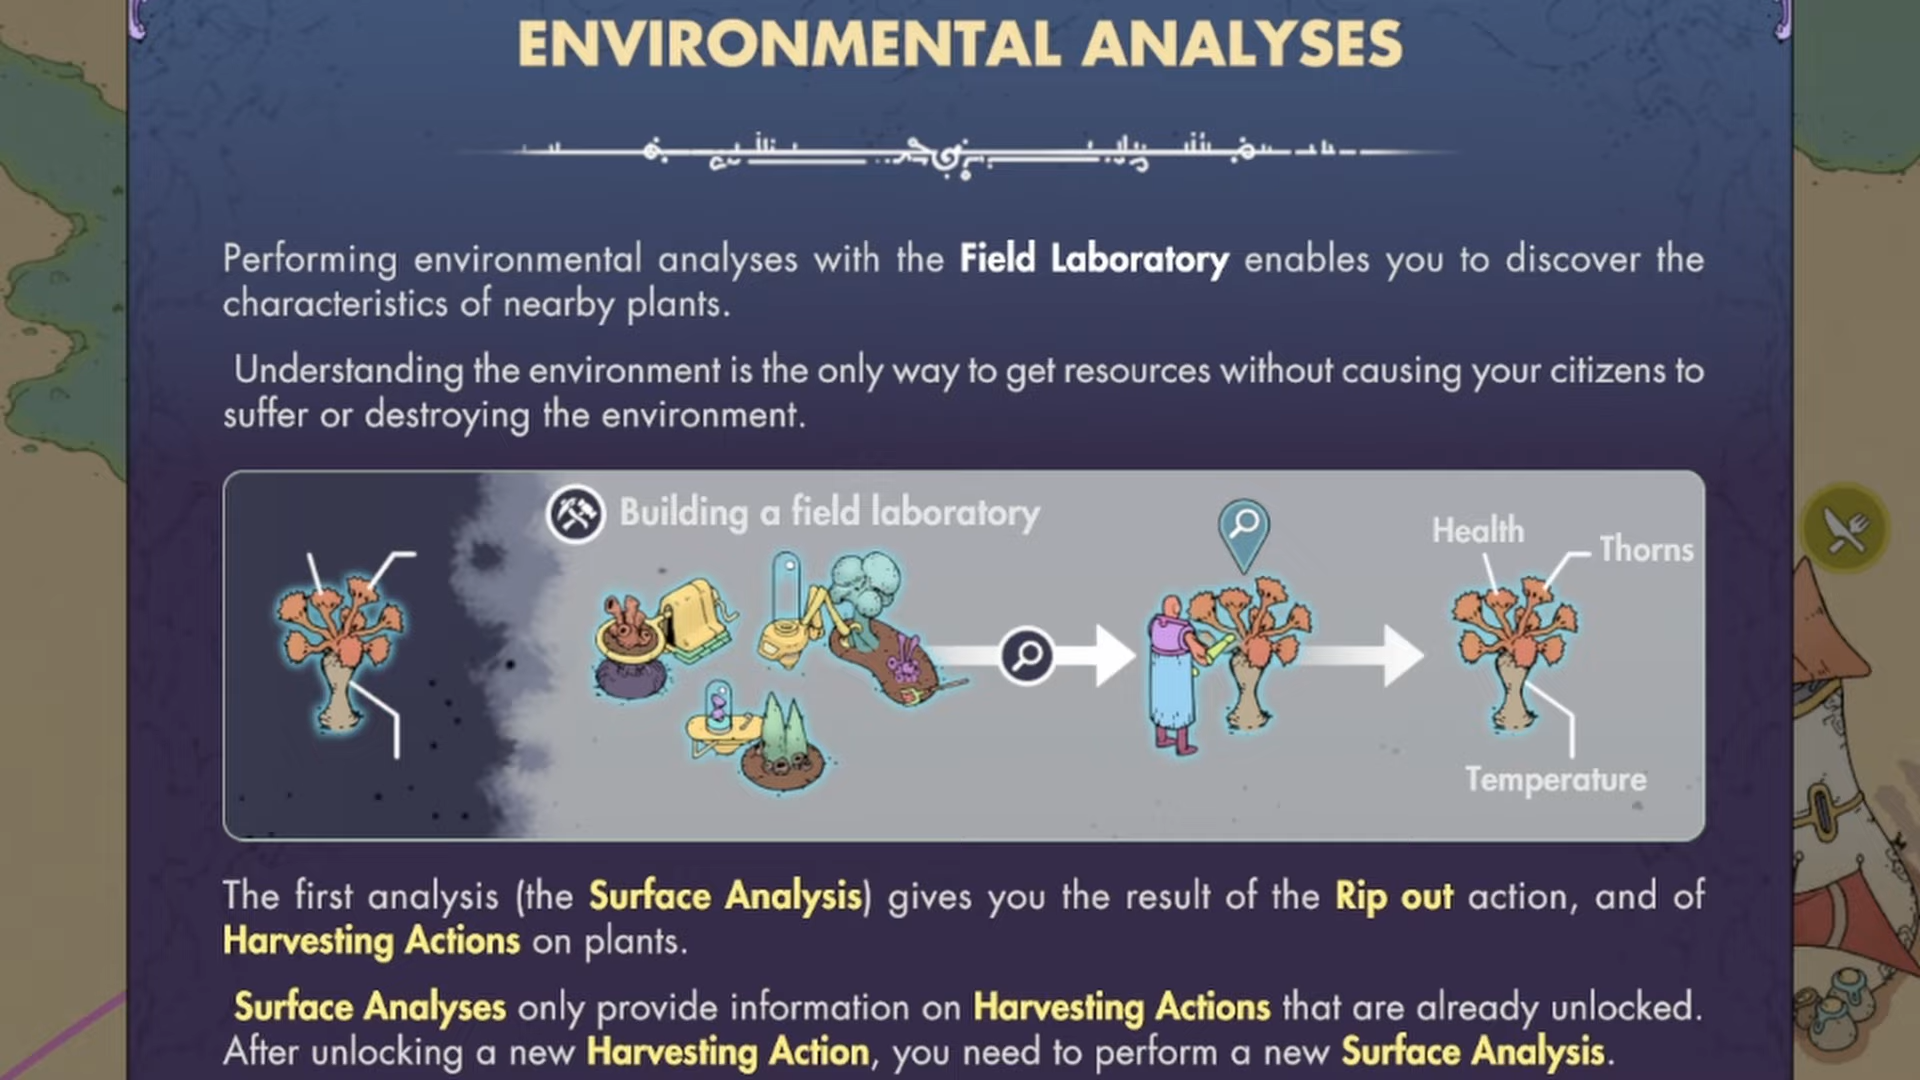 ENVIRONMENTAL ANALYSES
Performing environmental analyses with the Field Laboratory enables you to discover the
characteristics of nearby plants.
Understanding the environment is the only way to get resources without causing your citizens to
suffer or destroying the environment.
Building a field laboratory
Health
Thorns
Temperature
The first analysis (the Surface Analysis) gives you the result of the Rip out action, and of
Harvesting Actions on plants.
Surface Analyses only provide information on Harvesting Actions that are already unlocked.
After unlocking a new Harvesting Action, you need to perform a new Surface Analysis.